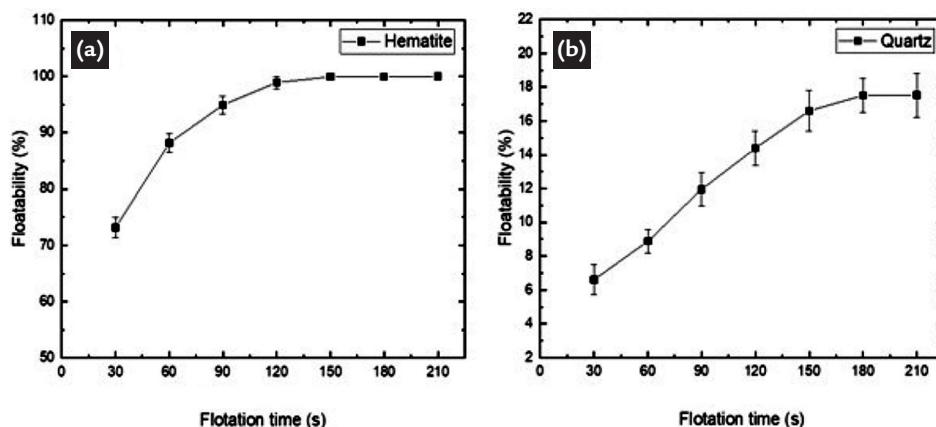 (a)
Hematite
Floatability (%)
110
100
90
80
70
60
50
0 30 60 90 120 150 180 210
Flotation time (s)
(b)
Quartz
Floatability (%)
22
20
18
16
14
12
10
8
6
4
2
0 30 60 90 120 150 180 210
Flotation time (s)